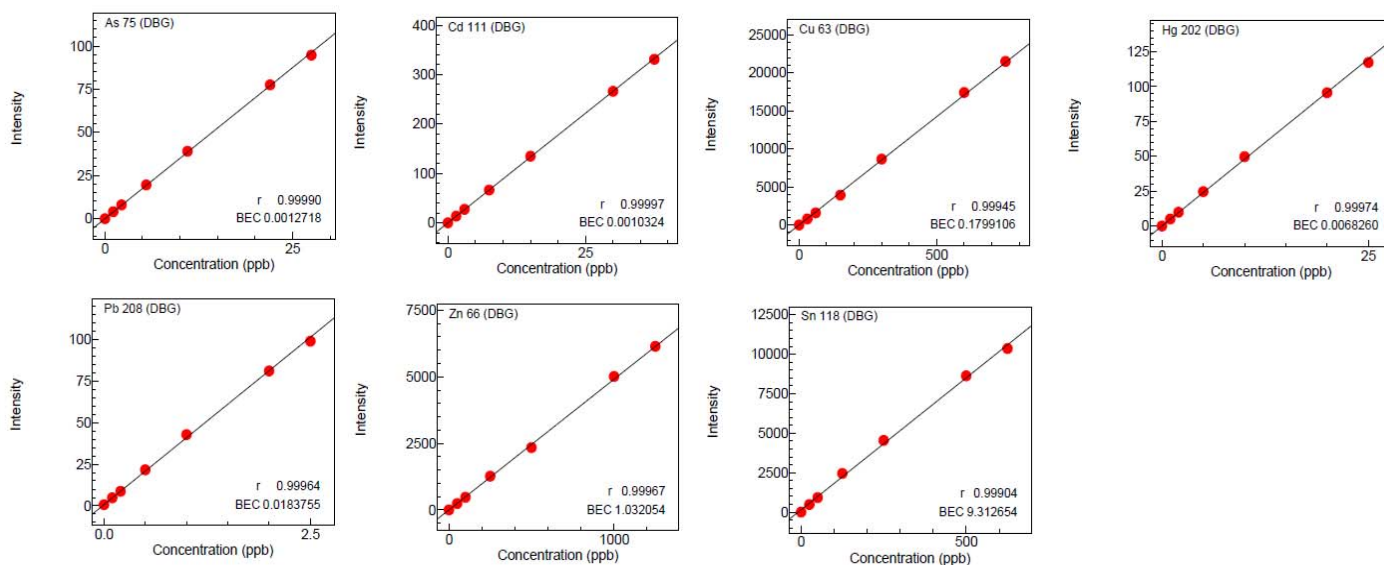 As 75 (DBG)
100
75
50
25
0
Intensity
r 0.99990
BEC 0.0012718
0
25
Concentration (ppb)
Cd 111 (DBG)
400
300
200
100
0
Intensity
r 0.99997
BEC 0.0010324
0
25
Concentration (ppb)
Cu 63 (DBG)
25000
20000
15000
10000
5000
0
Intensity
r 0.99945
BEC 0.1799106
0
500
Concentration (ppb)
Hg 202 (DBG)
125
100
75
50
25
0
Intensity
r 0.99974
BEC 0.0068260
0
25
Concentration (ppb)
Pb 208 (DBG)
100
75
50
25
0
Intensity
r 0.99964
BEC 0.0183755
0.0
2.5
Concentration (ppb)
Zn 66 (DBG)
7500
5000
2500
0
Intensity
r 0.99967
BEC 1.032054
0
1000
Concentration (ppb)
Sn 118 (DBG)
12500
10000
7500
5000
2500
0
Intensity
r 0.99904
BEC 9.312654
0
500
Concentration (ppb)